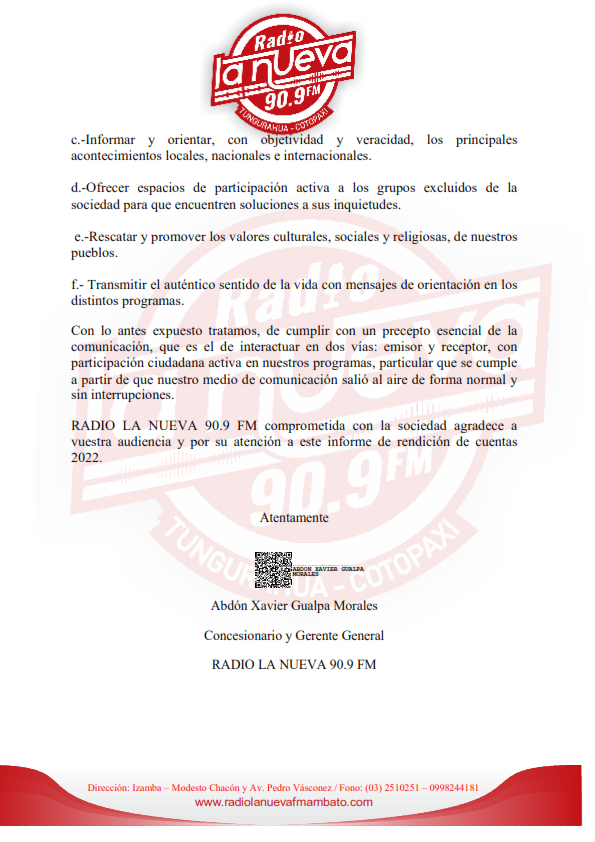 Radio
la nueva
90.9 FM
TUNGURAHUA - COTOPAXI
c.-Informar y orientar, con objetividad y veracidad, los principales
acontecimientos locales, nacionales e internacionales.
d.-Ofrecer espacios de participación activa a los grupos excluidos de la
sociedad para que encuentren soluciones a sus inquietudes.
e.-Rescatar y promover los valores culturales, sociales y religiosas, de nuestros
pueblos.
f.- Transmitir el auténtico sentido de la vida con mensajes de orientación en los
distintos programas.
Con lo antes expuesto tratamos, de cumplir con un precepto esencial de la
comunicación, que es el de interactuar en dos vías: emisor y receptor, con
participación ciudadana activa en nuestros programas, particular que se cumple
a partir de que nuestro medio de comunicación salió al aire de forma normal y
sin interrupciones.
RADIO LA NUEVA 90.9 FM comprometida con la sociedad agradece a
vuestra audiencia y por su atención a este informe de rendición de cuentas
2022.
Radio
la nueva
90.9 FM
TUNGURAHUA - COTOPAXI
Atentamente
ABDON XAVIER GUALPA
MORALES
Abdón Xavier Gualpa Morales
Concesionario y Gerente General
RADIO LA NUEVA 90.9 FM
Dirección: Izamba – Modesto Chacón y Av. Pedro Vásconez / Fono: (03) 2510251 – 0998244181
www.radiolanuevafmambato.com